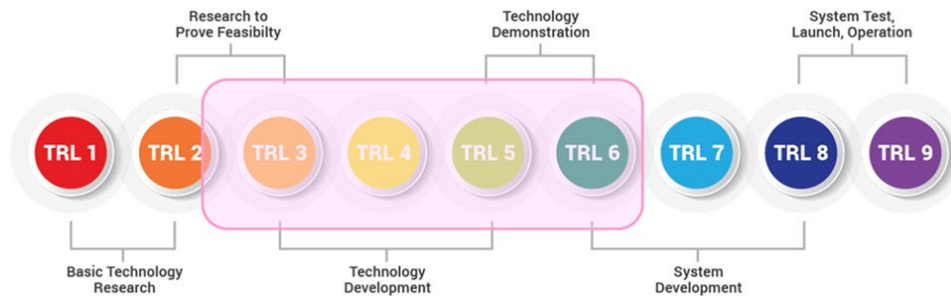 Research to
Prove Feasibilty
Technology
Demonstration
System Test,
Launch, Operation
TRL 1
TRL 2
TRL 3
TRL 4
TRL 5
TRL 6
TRL 7
TRL 8
TRL 9
Basic Technology
Research
Technology
Development
System
Development